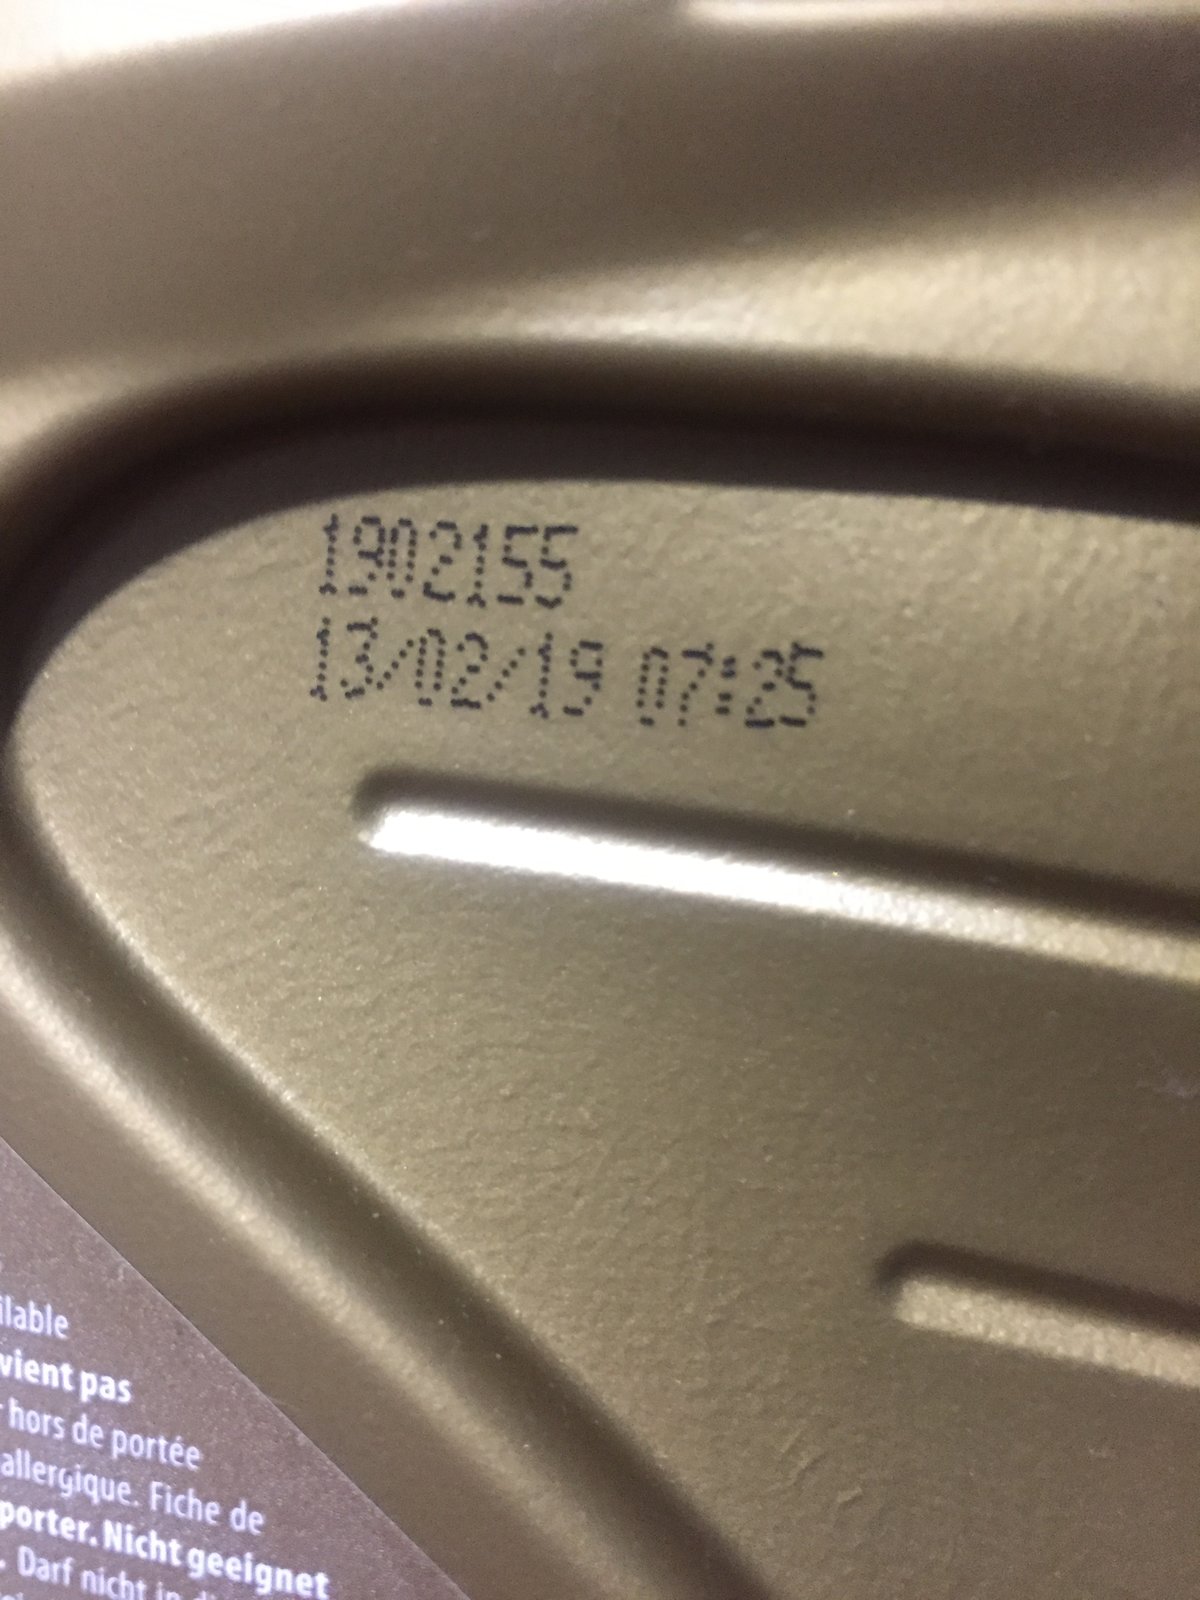 1902155
13/02/19 07:25
ilable
vient pas
hors de portée
allergique. Fiche de
porter. Nicht geeignet
. Darf nicht in di